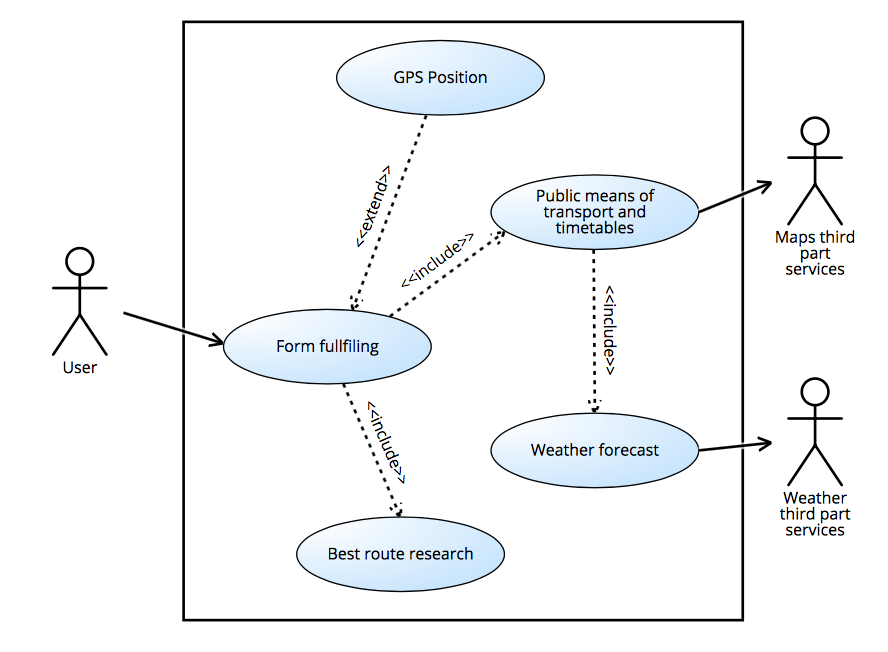 GPS Position
<<extend>>
Public means of
transport and
timetables
Maps third
part
services
<<include>>
<<include>>
User
Form fullfiling
<<include>>
Weather forecast
Weather
third part
services
Best route research